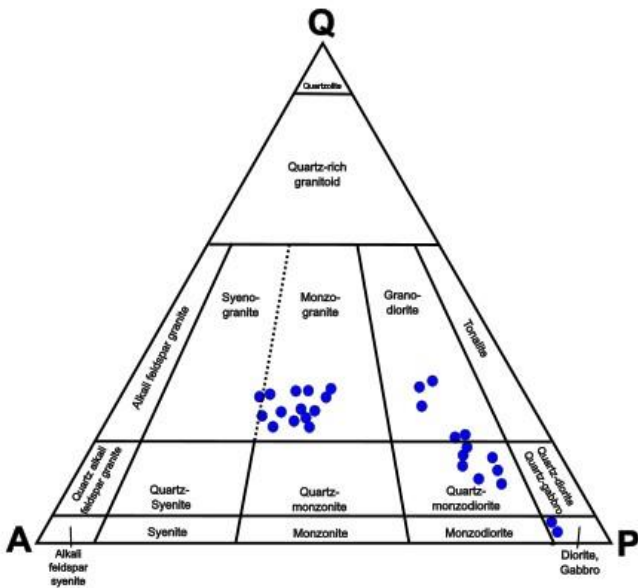 Q
Quartzolite
Quartz-rich
granitoid
Alkali feldspar granite
Syeno-
granite
Monzo-
granite
Grano-
diorite
Tonalite
Quartz alkali
feldspar granite
Quartz-
Syenite
Quartz-
monzonite
Quartz-
monzodiorite
Quartz-diorite
Quartz-gabbro
A
Syenite
Monzonite
Monzodiorite
P
Alkali
feldspar
syenite
Diorite,
Gabbro